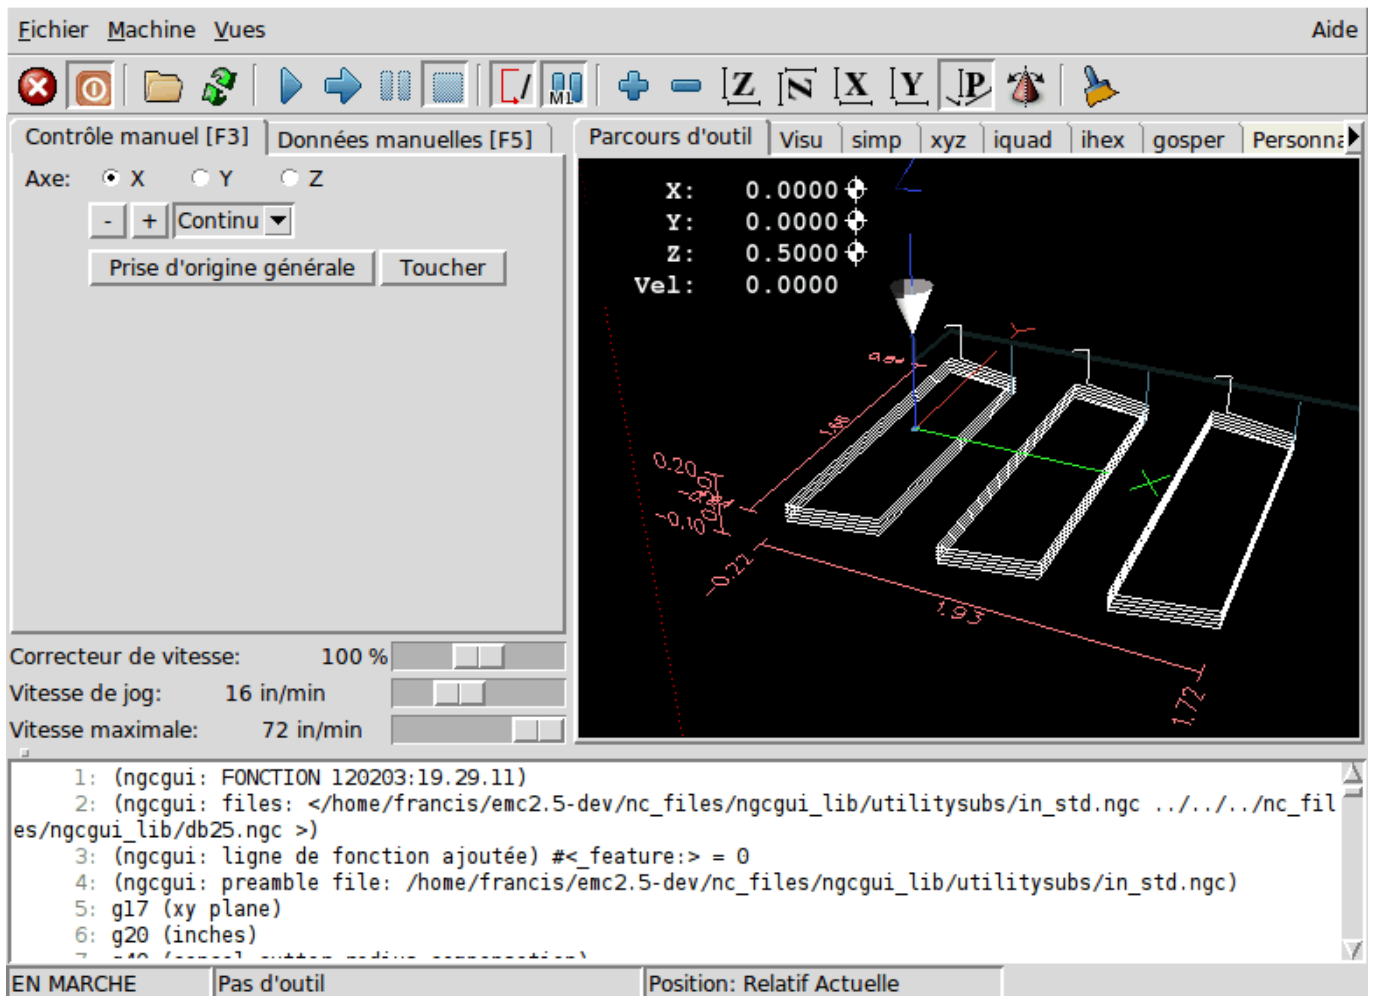 Fichier Machine Vues Aide
M1 Z N X Y P
Contrôle manuel [F3] Données manuelles [F5]
Parcours d'outil Visu simp xyz iquad ihex gosper Personna
Axe: X Y Z
- + Continu
Prise d'origine générale Toucher
X: 0.0000
Y: 0.0000
Z: 0.5000
Vel: 0.0000
Y
X
0.20
-0.10
-0.22
1.93
1.72
Correcteur de vitesse: 100 %
Vitesse de jog: 16 in/min
Vitesse maximale: 72 in/min
1: (ngcgui: FONCTION 120203:19.29.11)
2: (ngcgui: files: </home/francis/emc2.5-dev/nc_files/ngcgui_lib/utilitysubs/in_std.ngc ../../../nc_fil
es/ngcgui_lib/db25.ngc >)
3: (ngcgui: ligne de fonction ajoutée) #<_feature:> = 0
4: (ngcgui: preamble file: /home/francis/emc2.5-dev/nc_files/ngcgui_lib/utilitysubs/in_std.ngc)
5: g17 (xy plane)
6: g20 (inches)
EN MARCHE Pas d'outil Position: Relatif Actuelle